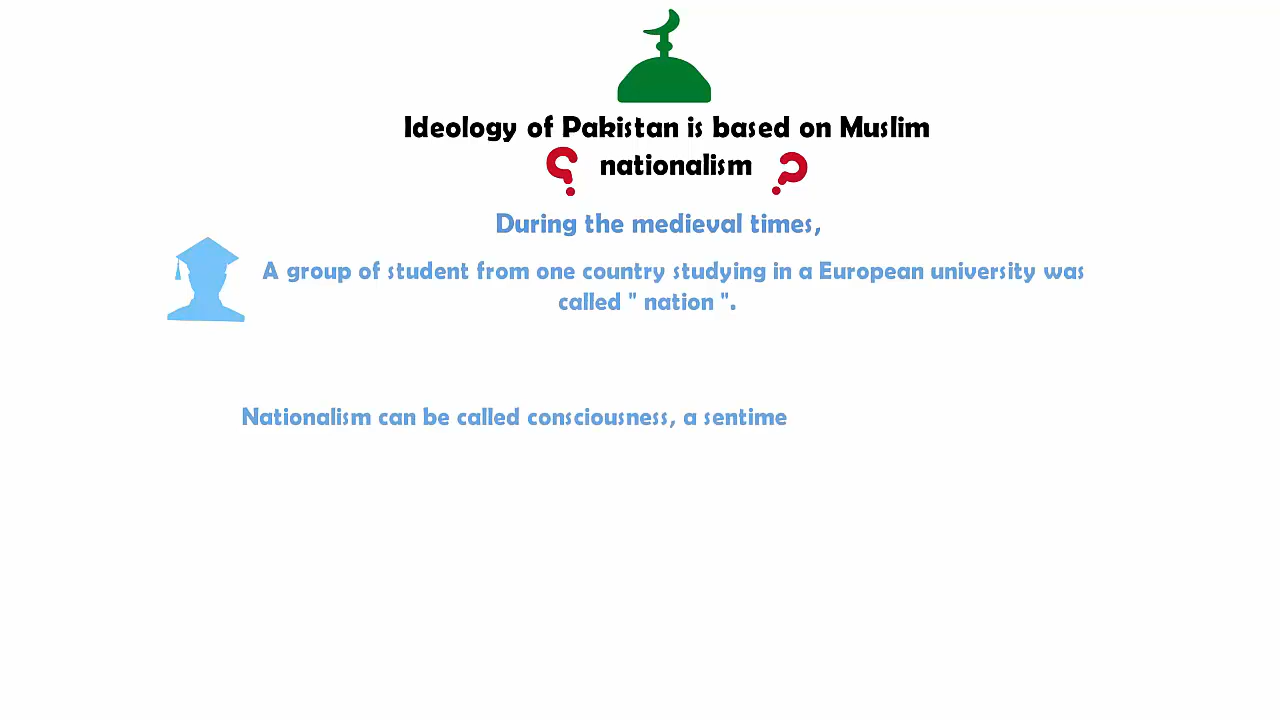 Ideology of Pakistan is based on Muslim
? nationalism ?
During the medieval times,
A group of student from one country studying in a European university was
called " nation ".
Nationalism can be called consciousness, a sentime